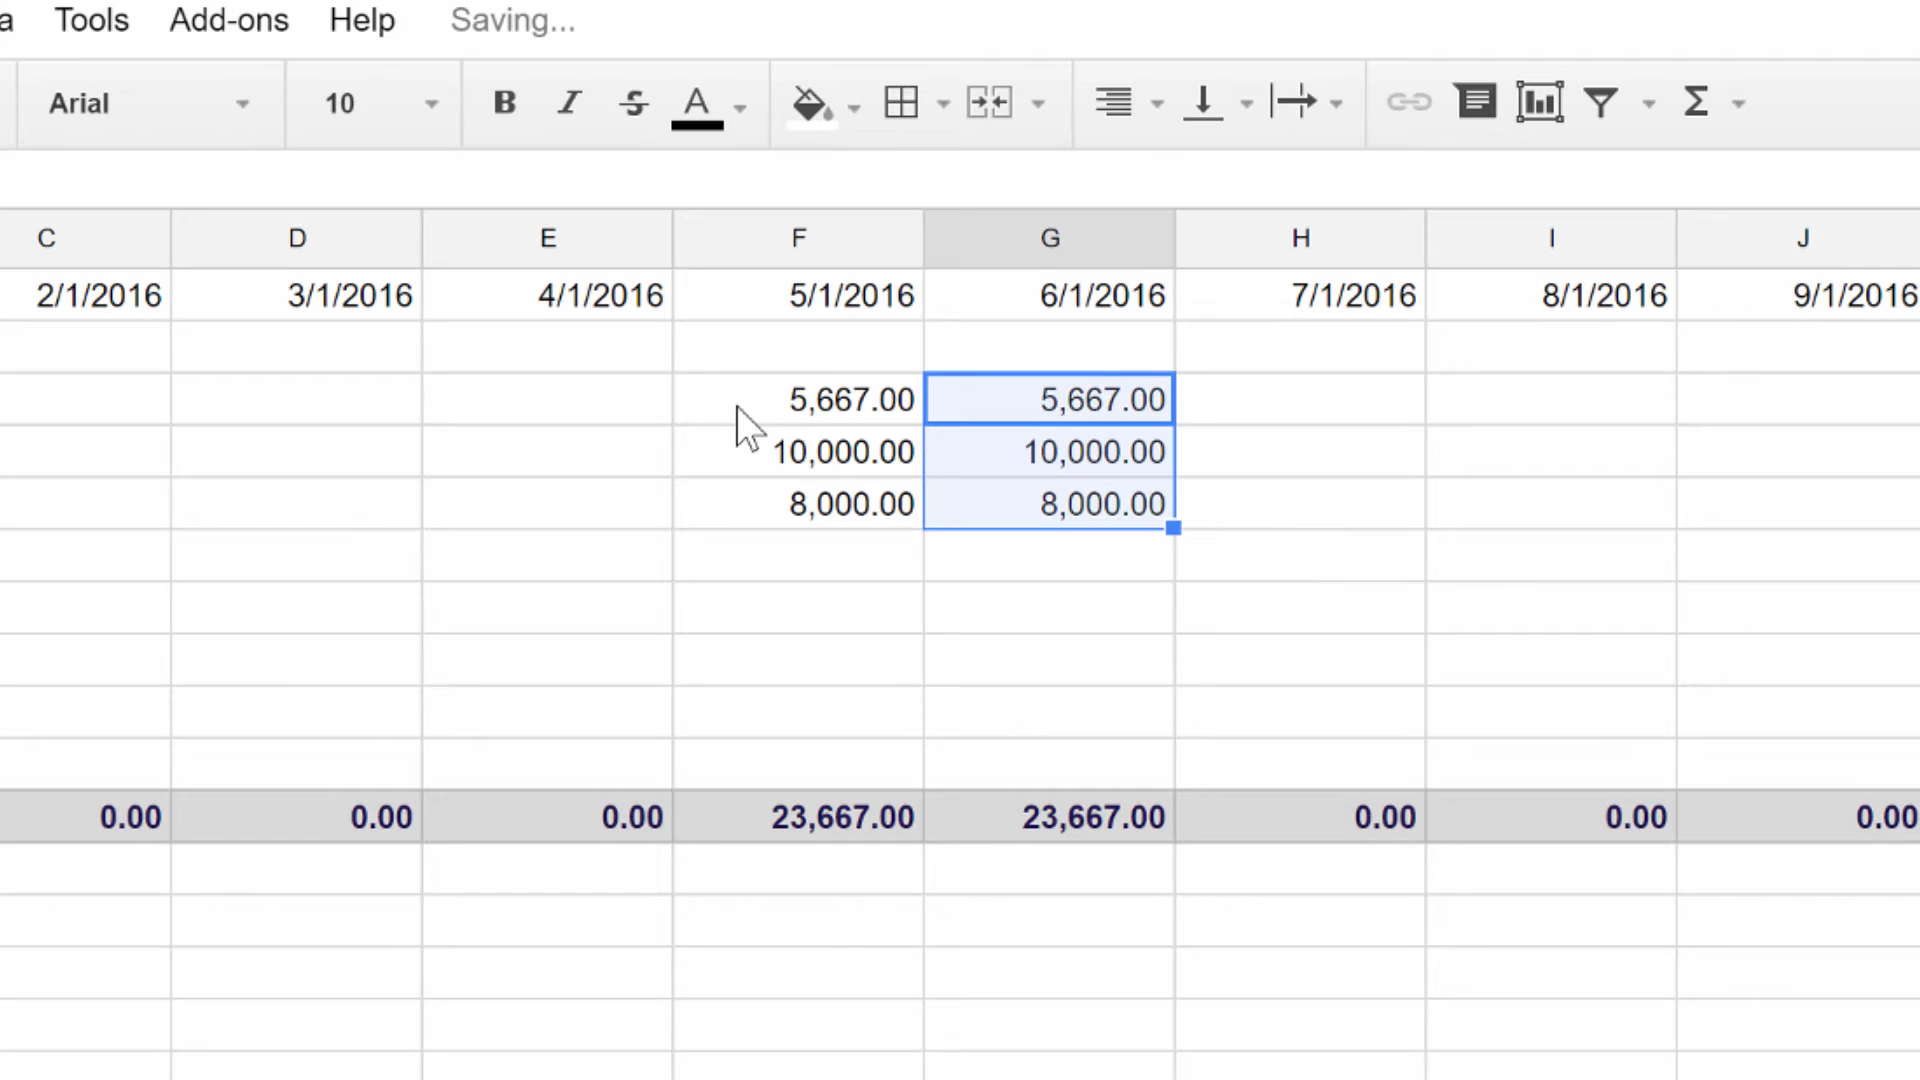 a Tools Add-ons Help Saving...
Arial 10 B I S A Σ
C D E F G H I J
2/1/2016 3/1/2016 4/1/2016 5/1/2016 6/1/2016 7/1/2016 8/1/2016 9/1/2016
5,667.00 5,667.00
10,000.00 10,000.00
8,000.00 8,000.00
0.00 0.00 0.00 23,667.00 23,667.00 0.00 0.00 0.00